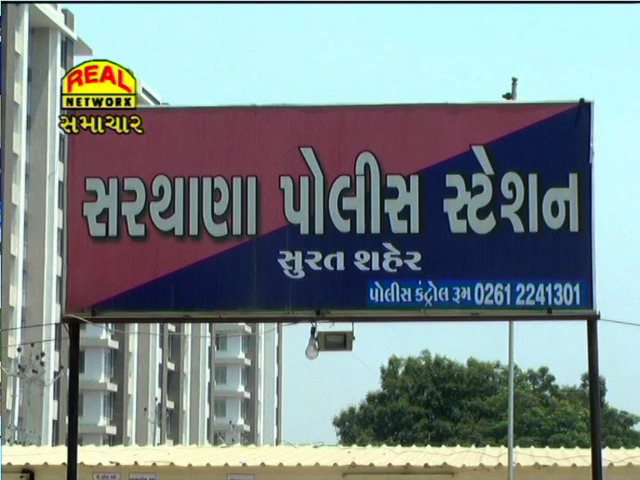 REAL
NETWORK
સમાચાર
સરથાણા પોલીસ સ્ટેશન
સુરત શહેર
પોલીસ કંટ્રોલ રૂમ 0261 2241301